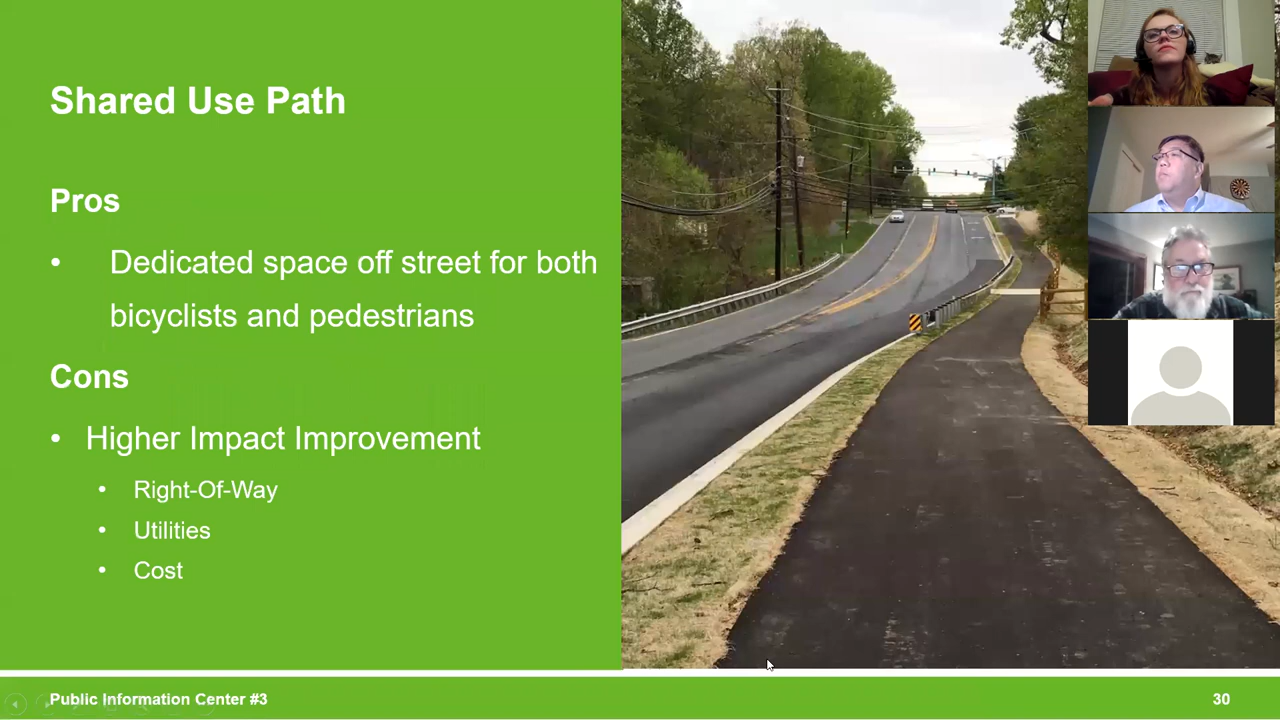 Shared Use Path
Pros
• Dedicated space off street for both
bicyclists and pedestrians
Cons
• Higher Impact Improvement
• Right-Of-Way
• Utilities
• Cost
Public Information Center #3
30